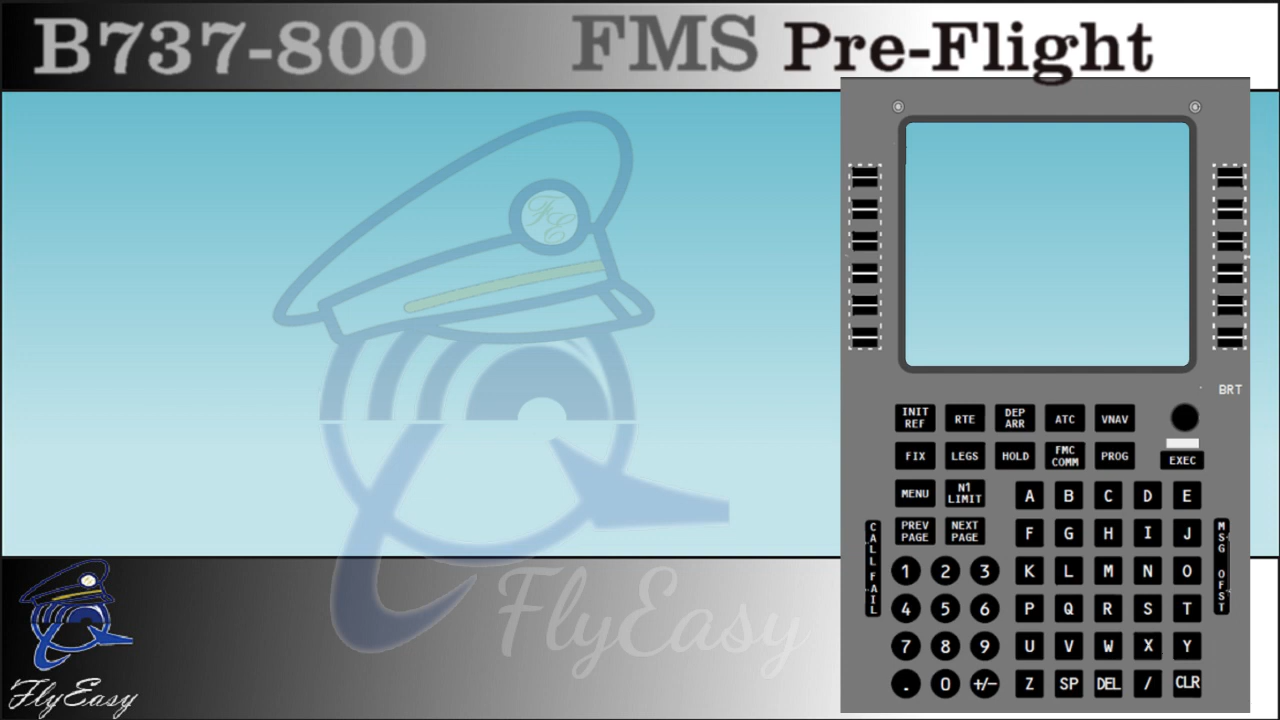 B737-800 FMS Pre-Flight
FE
BRT
INIT REF
RTE
DEP ARR
ATC
VNAV
FIX
LEGS
HOLD
FMC COMM
PROG
EXEC
MENU
N1 LIMIT
PREV PAGE
NEXT PAGE
A B C D E
F G H I J
K L M N O
P Q R S T
U V W X Y
Z SP DEL / CLR
1 2 3
4 5 6
7 8 9
. 0 +/-
CALL FAIL
MSG OFST
FlyEasy
FlyEasy